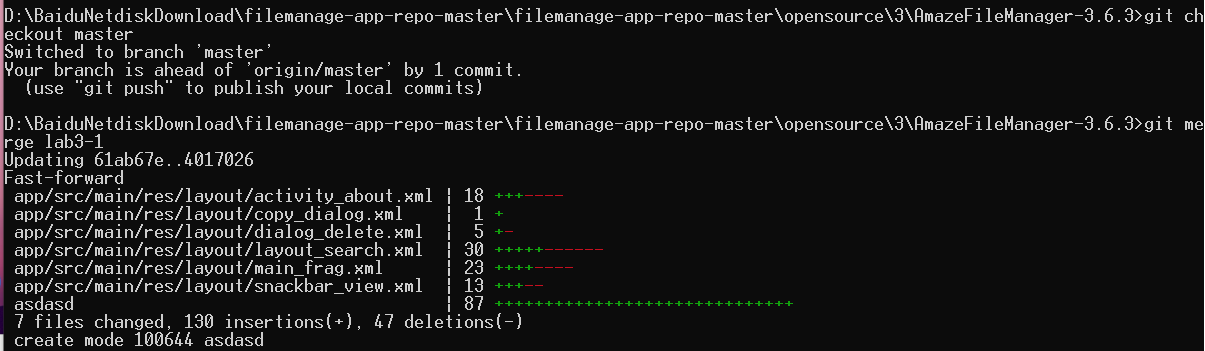 D:\BaiduNetdiskDownload\filemanage-app-repo-master\filemanage-app-repo-master\opensource\3\AmazeFileManager-3.6.3>git ch
eckout master
Switched to branch 'master'
Your branch is ahead of 'origin/master' by 1 commit.
  (use "git push" to publish your local commits)

D:\BaiduNetdiskDownload\filemanage-app-repo-master\filemanage-app-repo-master\opensource\3\AmazeFileManager-3.6.3>git me
rge lab3-1
Updating 61ab67e..4017026
Fast-forward
 app/src/main/res/layout/activity_about.xml | 18 +++----
 app/src/main/res/layout/copy_dialog.xml    |  1 +
 app/src/main/res/layout/dialog_delete.xml  |  5 +-
 app/src/main/res/layout/layout_search.xml  | 30 +++++------
 app/src/main/res/layout/main_frag.xml      | 23 ++++----
 app/src/main/res/layout/snackbar_view.xml  | 13 +++--
 asdasd                                     | 87 +++++++++++++++++++++++++++++++
 7 files changed, 130 insertions(+), 47 deletions(-)
 create mode 100644 asdasd